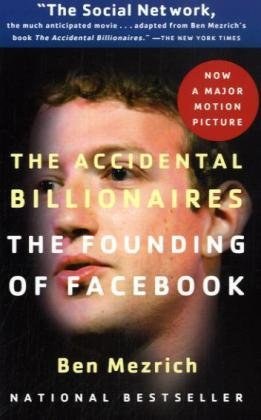 "The Social Network,
the much anticipated movie . . . adapted from Ben Mezrich's
book The Accidental Billionaires." —THE NEW YORK TIMES
NOW
A MAJOR
MOTION
PICTURE
THE ACCIDENTAL
BILLIONAIRES
THE FOUNDING
OF FACEBOOK
Ben Mezrich
NATIONAL BESTSELLER